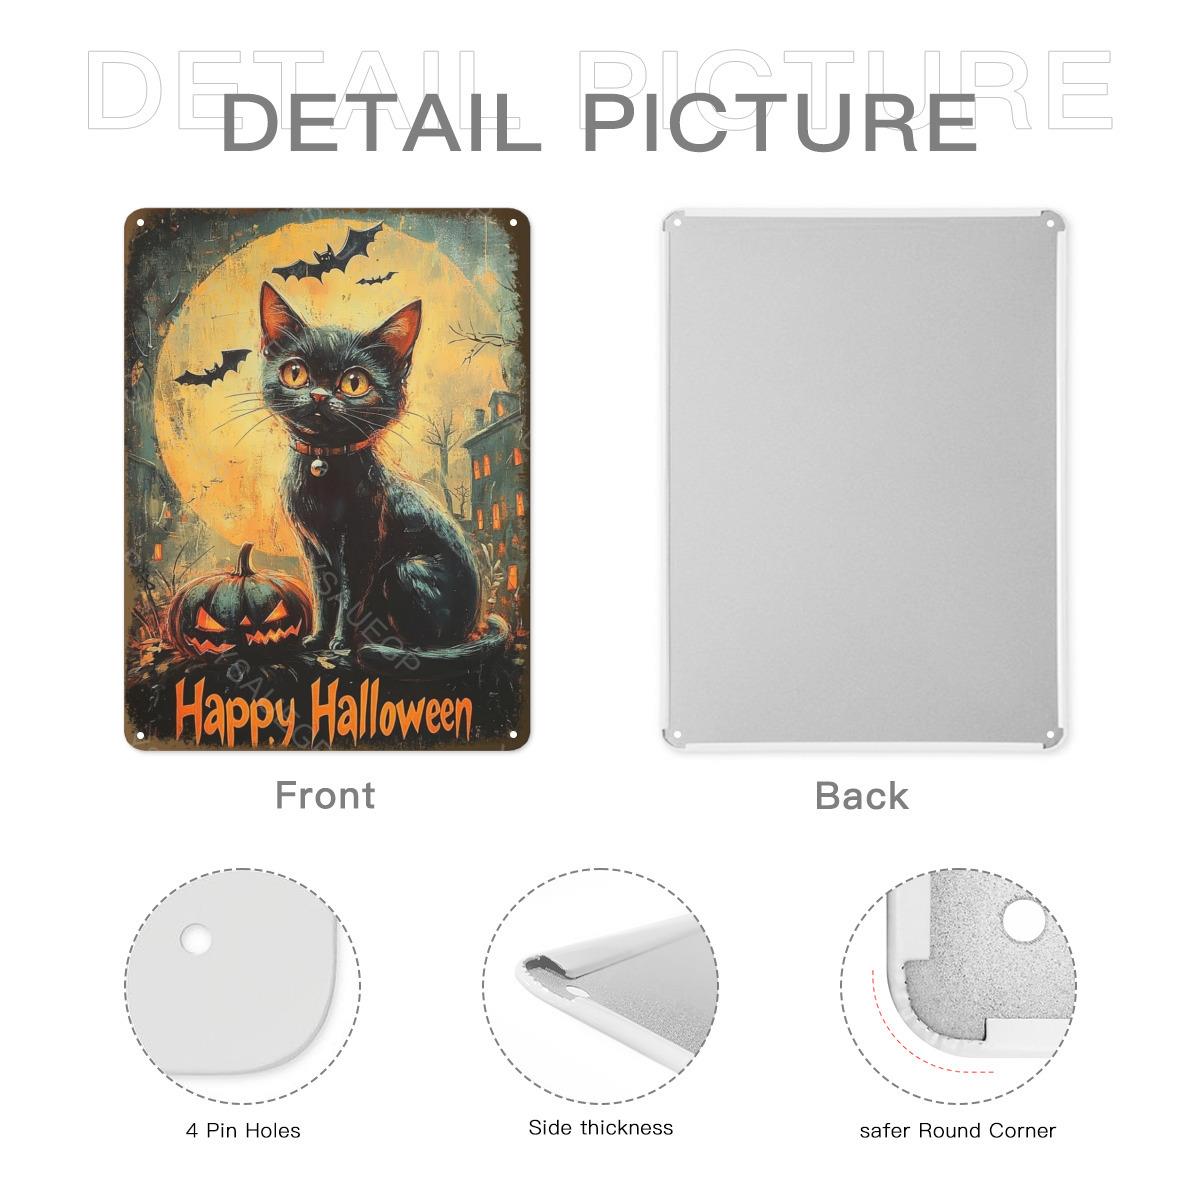 DETAIL PICTURE
DETAIL PICTURE
Happy Halloween
Front
Back
4 Pin Holes
Side thickness
safer Round Corner